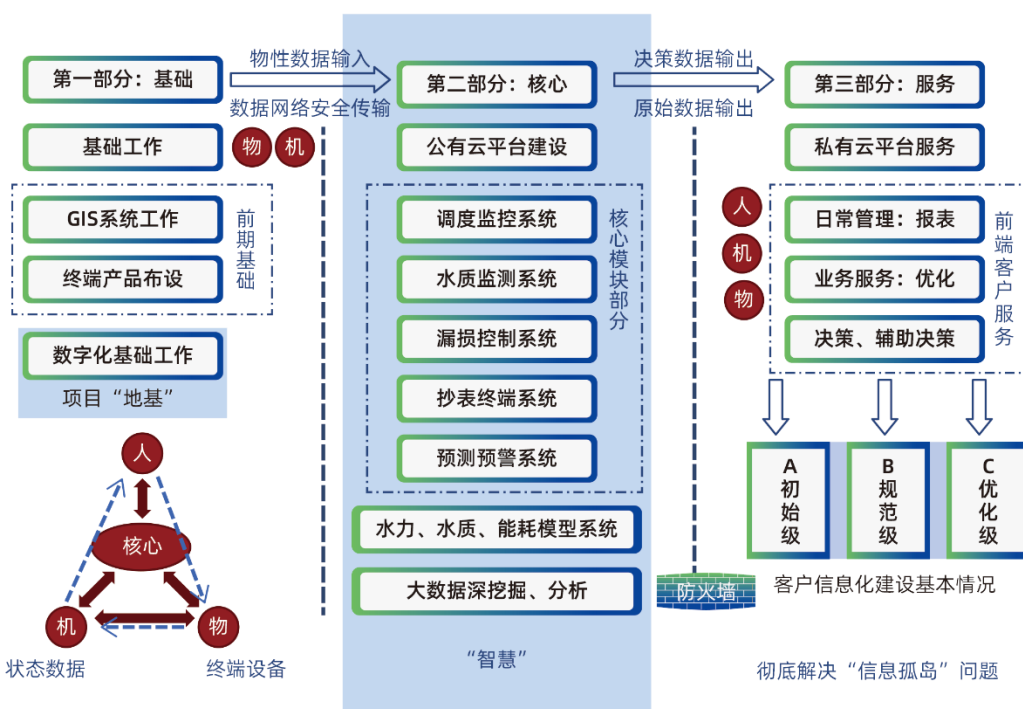 第一部分：基础
物性数据输入
数据网络安全传输
基础工作
物
机
GIS系统工作
终端产品布设
前期基础
数字化基础工作
项目“地基”
人
核心
机
物
状态数据
终端设备
第二部分：核心
公有云平台建设
调度监控系统
水质监测系统
漏损控制系统
抄表终端系统
预测预警系统
核心模块部分
水力、水质、能耗模型系统
大数据深挖掘、分析
“智慧”
决策数据输出
原始数据输出
防火墙
第三部分：服务
私有云平台服务
人
机
物
日常管理：报表
业务服务：优化
决策、辅助决策
前端客户服务
A初始级
B规范级
C优化级
客户信息化建设基本情况
彻底解决“信息孤岛”问题